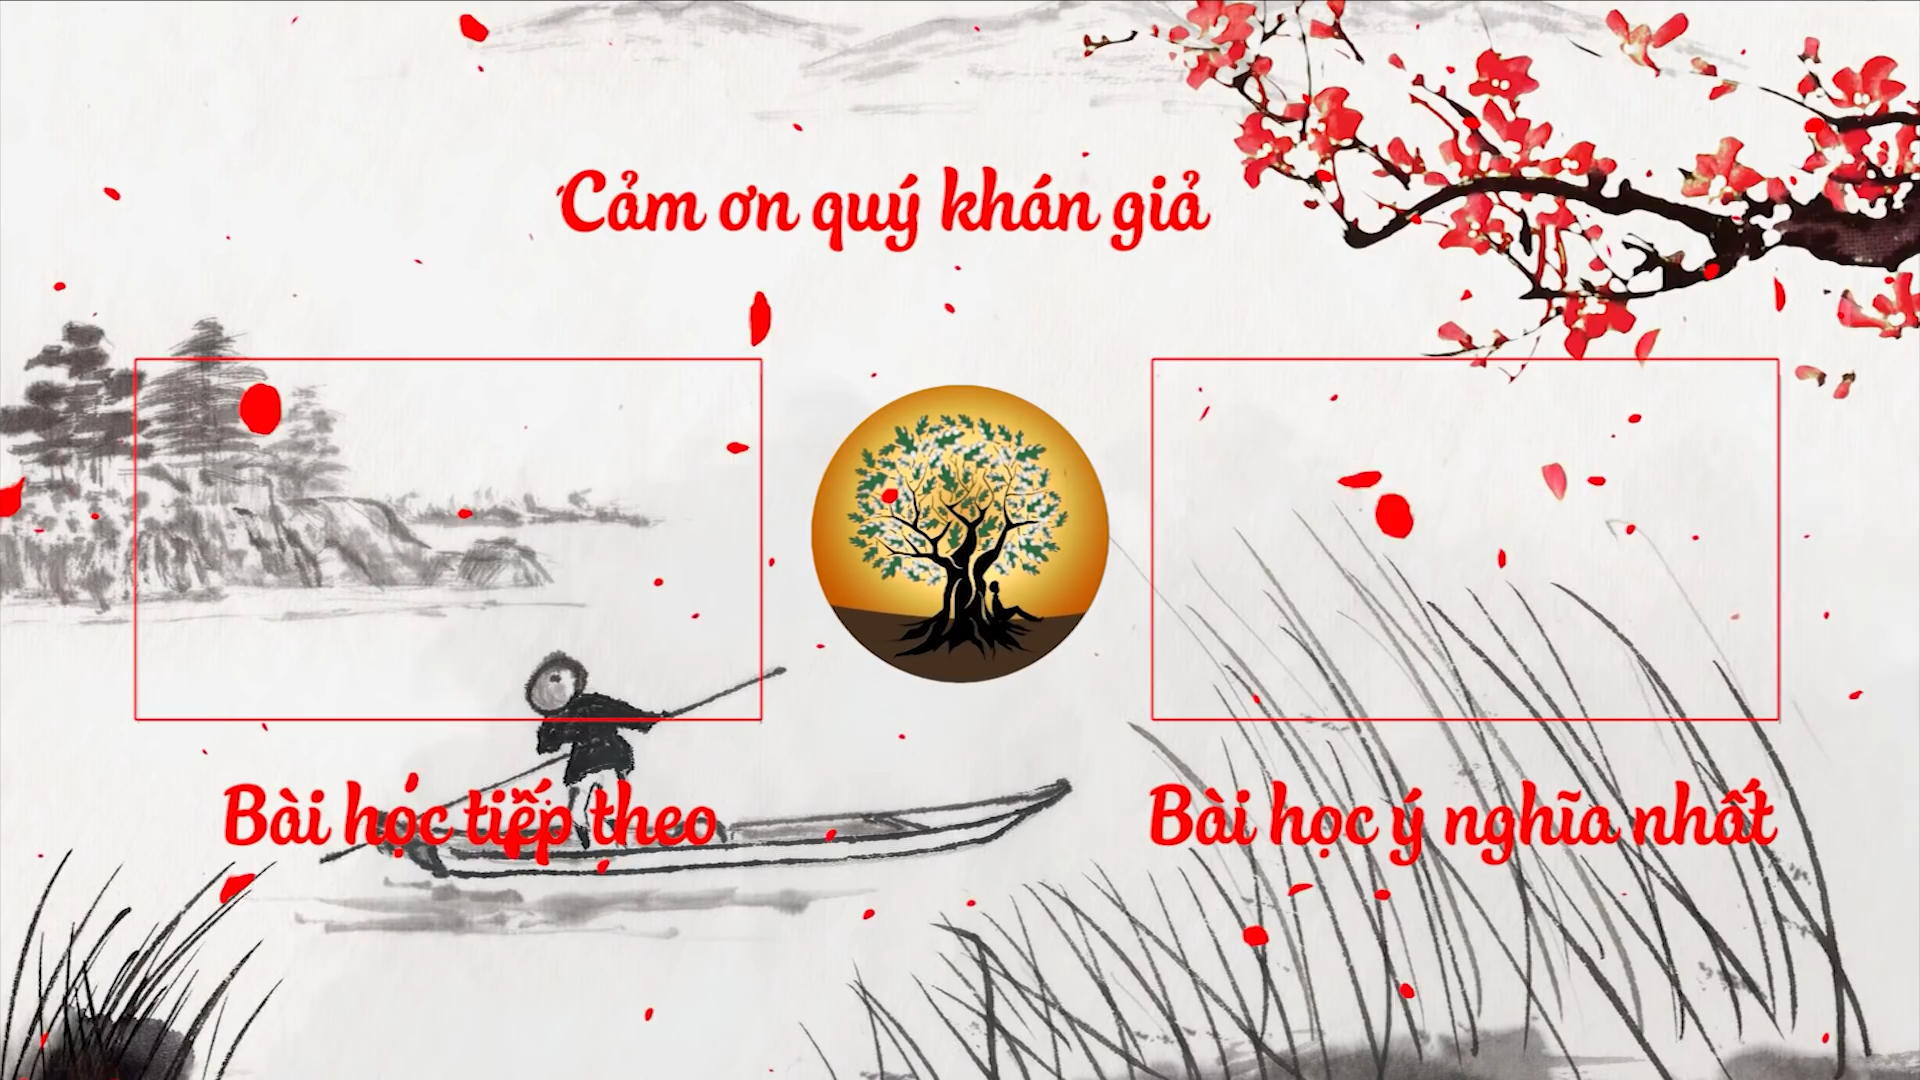 Cảm ơn quý khán giả
Bài học tiếp theo
Bài học ý nghĩa nhất